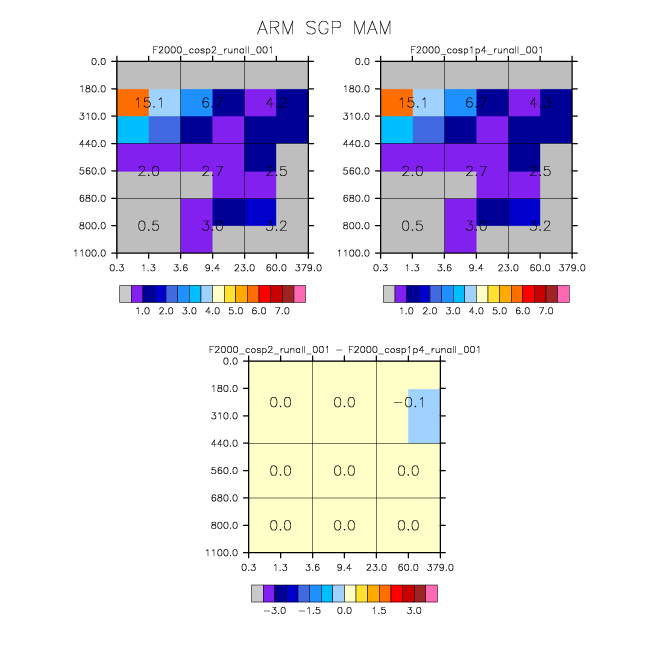 ARM SGP MAM
F2000_cosp2_runall_001
0.0
180.0
310.0
440.0
560.0
680.0
800.0
1100.0
15.1 6.7 4.2
2.0 2.7 2.5
0.5 3.0 3.2
0.3 1.3 3.6 9.4 23.0 60.0 379.0
1.0 2.0 3.0 4.0 5.0 6.0 7.0
F2000_cosp1p4_runall_001
0.0
180.0
310.0
440.0
560.0
680.0
800.0
1100.0
15.1 6.7 4.2
2.0 2.7 2.5
0.5 3.0 3.2
0.3 1.3 3.6 9.4 23.0 60.0 379.0
1.0 2.0 3.0 4.0 5.0 6.0 7.0
F2000_cosp2_runall_001 − F2000_cosp1p4_runall_001
0.0
180.0
310.0
440.0
560.0
680.0
800.0
1100.0
0.0 0.0 −0.1
0.0 0.0 0.0
0.0 0.0 0.0
0.3 1.3 3.6 9.4 23.0 60.0 379.0
−3.0 −1.5 0.0 1.5 3.0